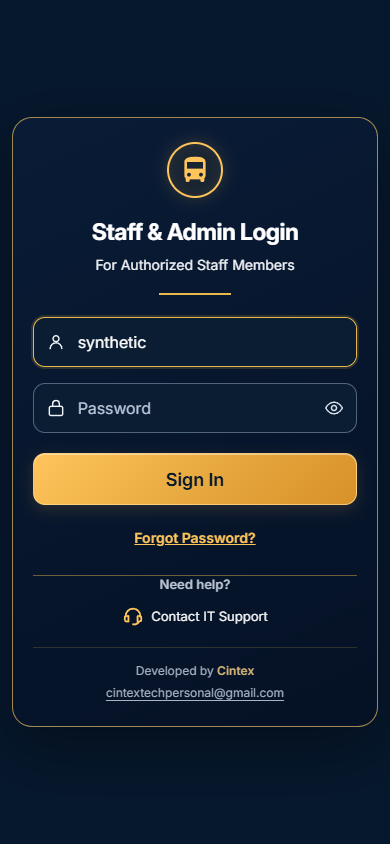 Staff & Admin Login
For Authorized Staff Members
synthetic
Password
Sign In
Forgot Password?
Need help?
Contact IT Support
Developed by Cintex
cintextechpersonal@gmail.com